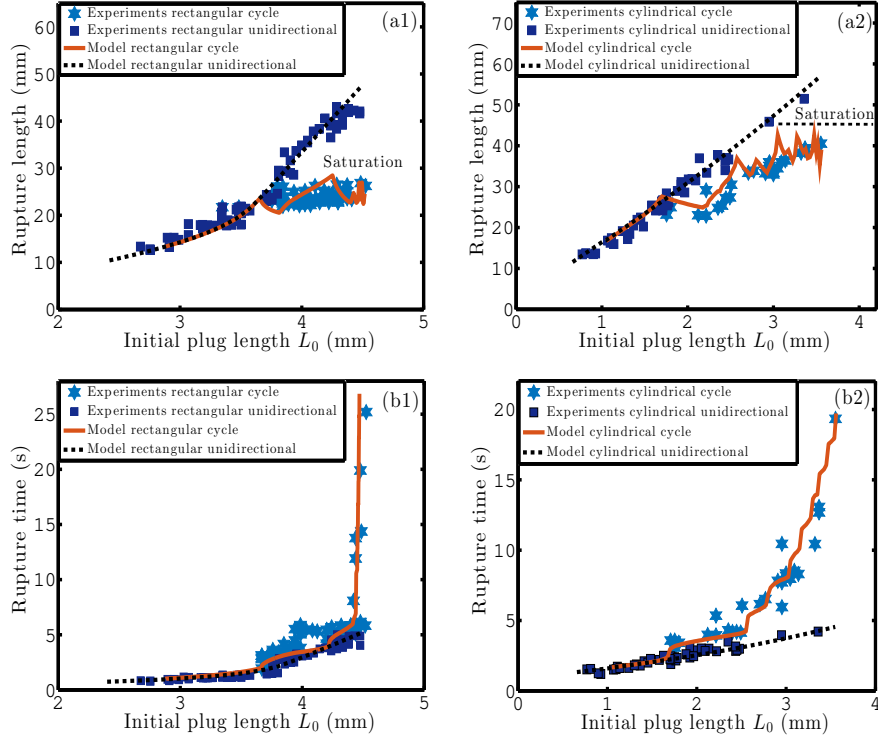 Experiments rectangular cycle
Experiments rectangular unidirectional
Model rectangular cycle
Model rectangular unidirectional
(a1)
Saturation
Rupture length (mm)
60
50
40
30
20
10
0
2
3
4
5
Initial plug length L0 (mm)
Experiments cylindrical cycle
Experiments cylindrical unidirectional
Model cylindrical cycle
Model cylindrical unidirectional
(a2)
Saturation
Rupture length (mm)
70
60
50
40
30
20
10
0
0
1
2
3
4
Initial plug length L0 (mm)
Experiments rectangular cycle
Experiments rectangular unidirectional
Model rectangular cycle
Model rectangular unidirectional
(b1)
Rupture time (s)
25
20
15
10
5
0
2
3
4
5
Initial plug length L0 (mm)
Experiments cylindrical cycle
Experiments cylindrical unidirectional
Model cylindrical cycle
Model cylindrical unidirectional
(b2)
Rupture time (s)
20
15
10
5
0
0
1
2
3
4
Initial plug length L0 (mm)